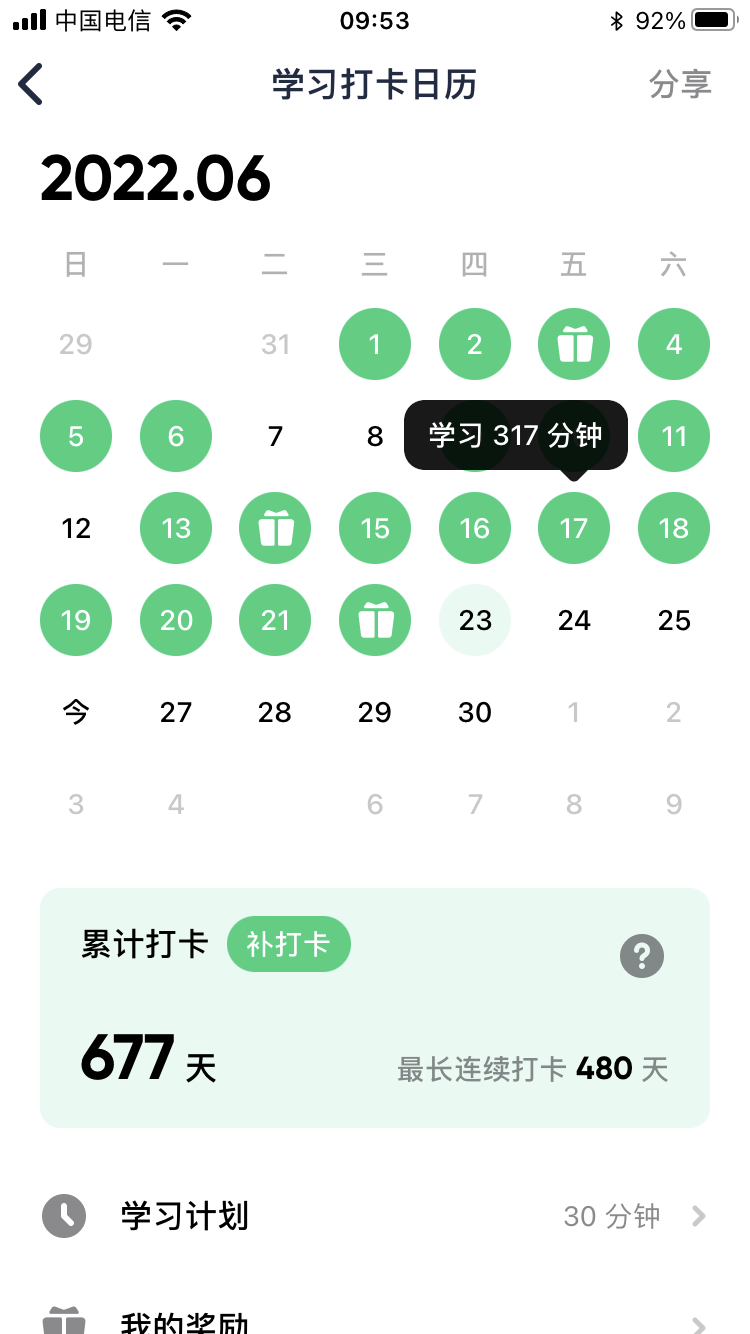 中国电信 09:53 92%
学习打卡日历 分享
2022.06
日 一 二 三 四 五 六
29 31 1 2 4
5 6 7 8 学习 317 分钟 11
12 13 15 16 17 18
19 20 21 23 24 25
今 27 28 29 30 1 2
3 4 6 7 8 9
累计打卡 补打卡 ?
677 天 最长连续打卡 480 天
学习计划 30 分钟
我的奖励